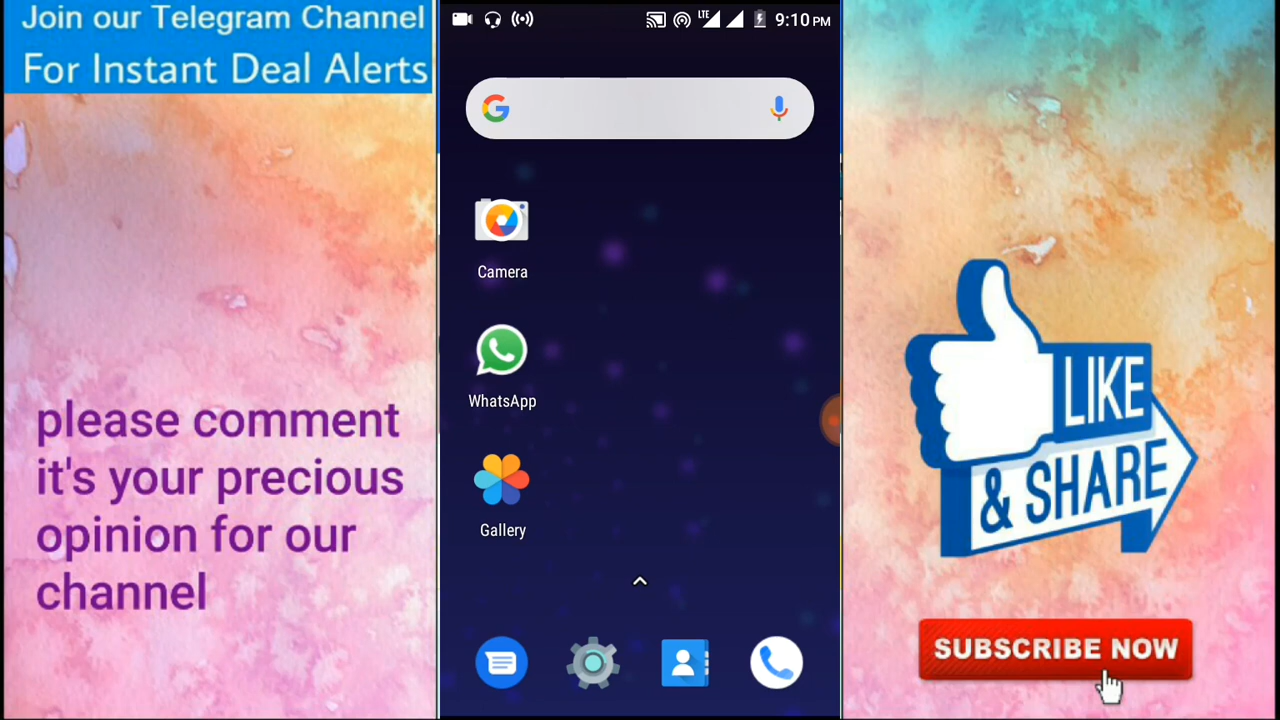 Join our Telegram Channel
For Instant Deal Alerts
please comment
it's your precious
opinion for our
channel
LTE
9:10 PM
G
Camera
WhatsApp
Gallery
LIKE
& SHARE
SUBSCRIBE NOW